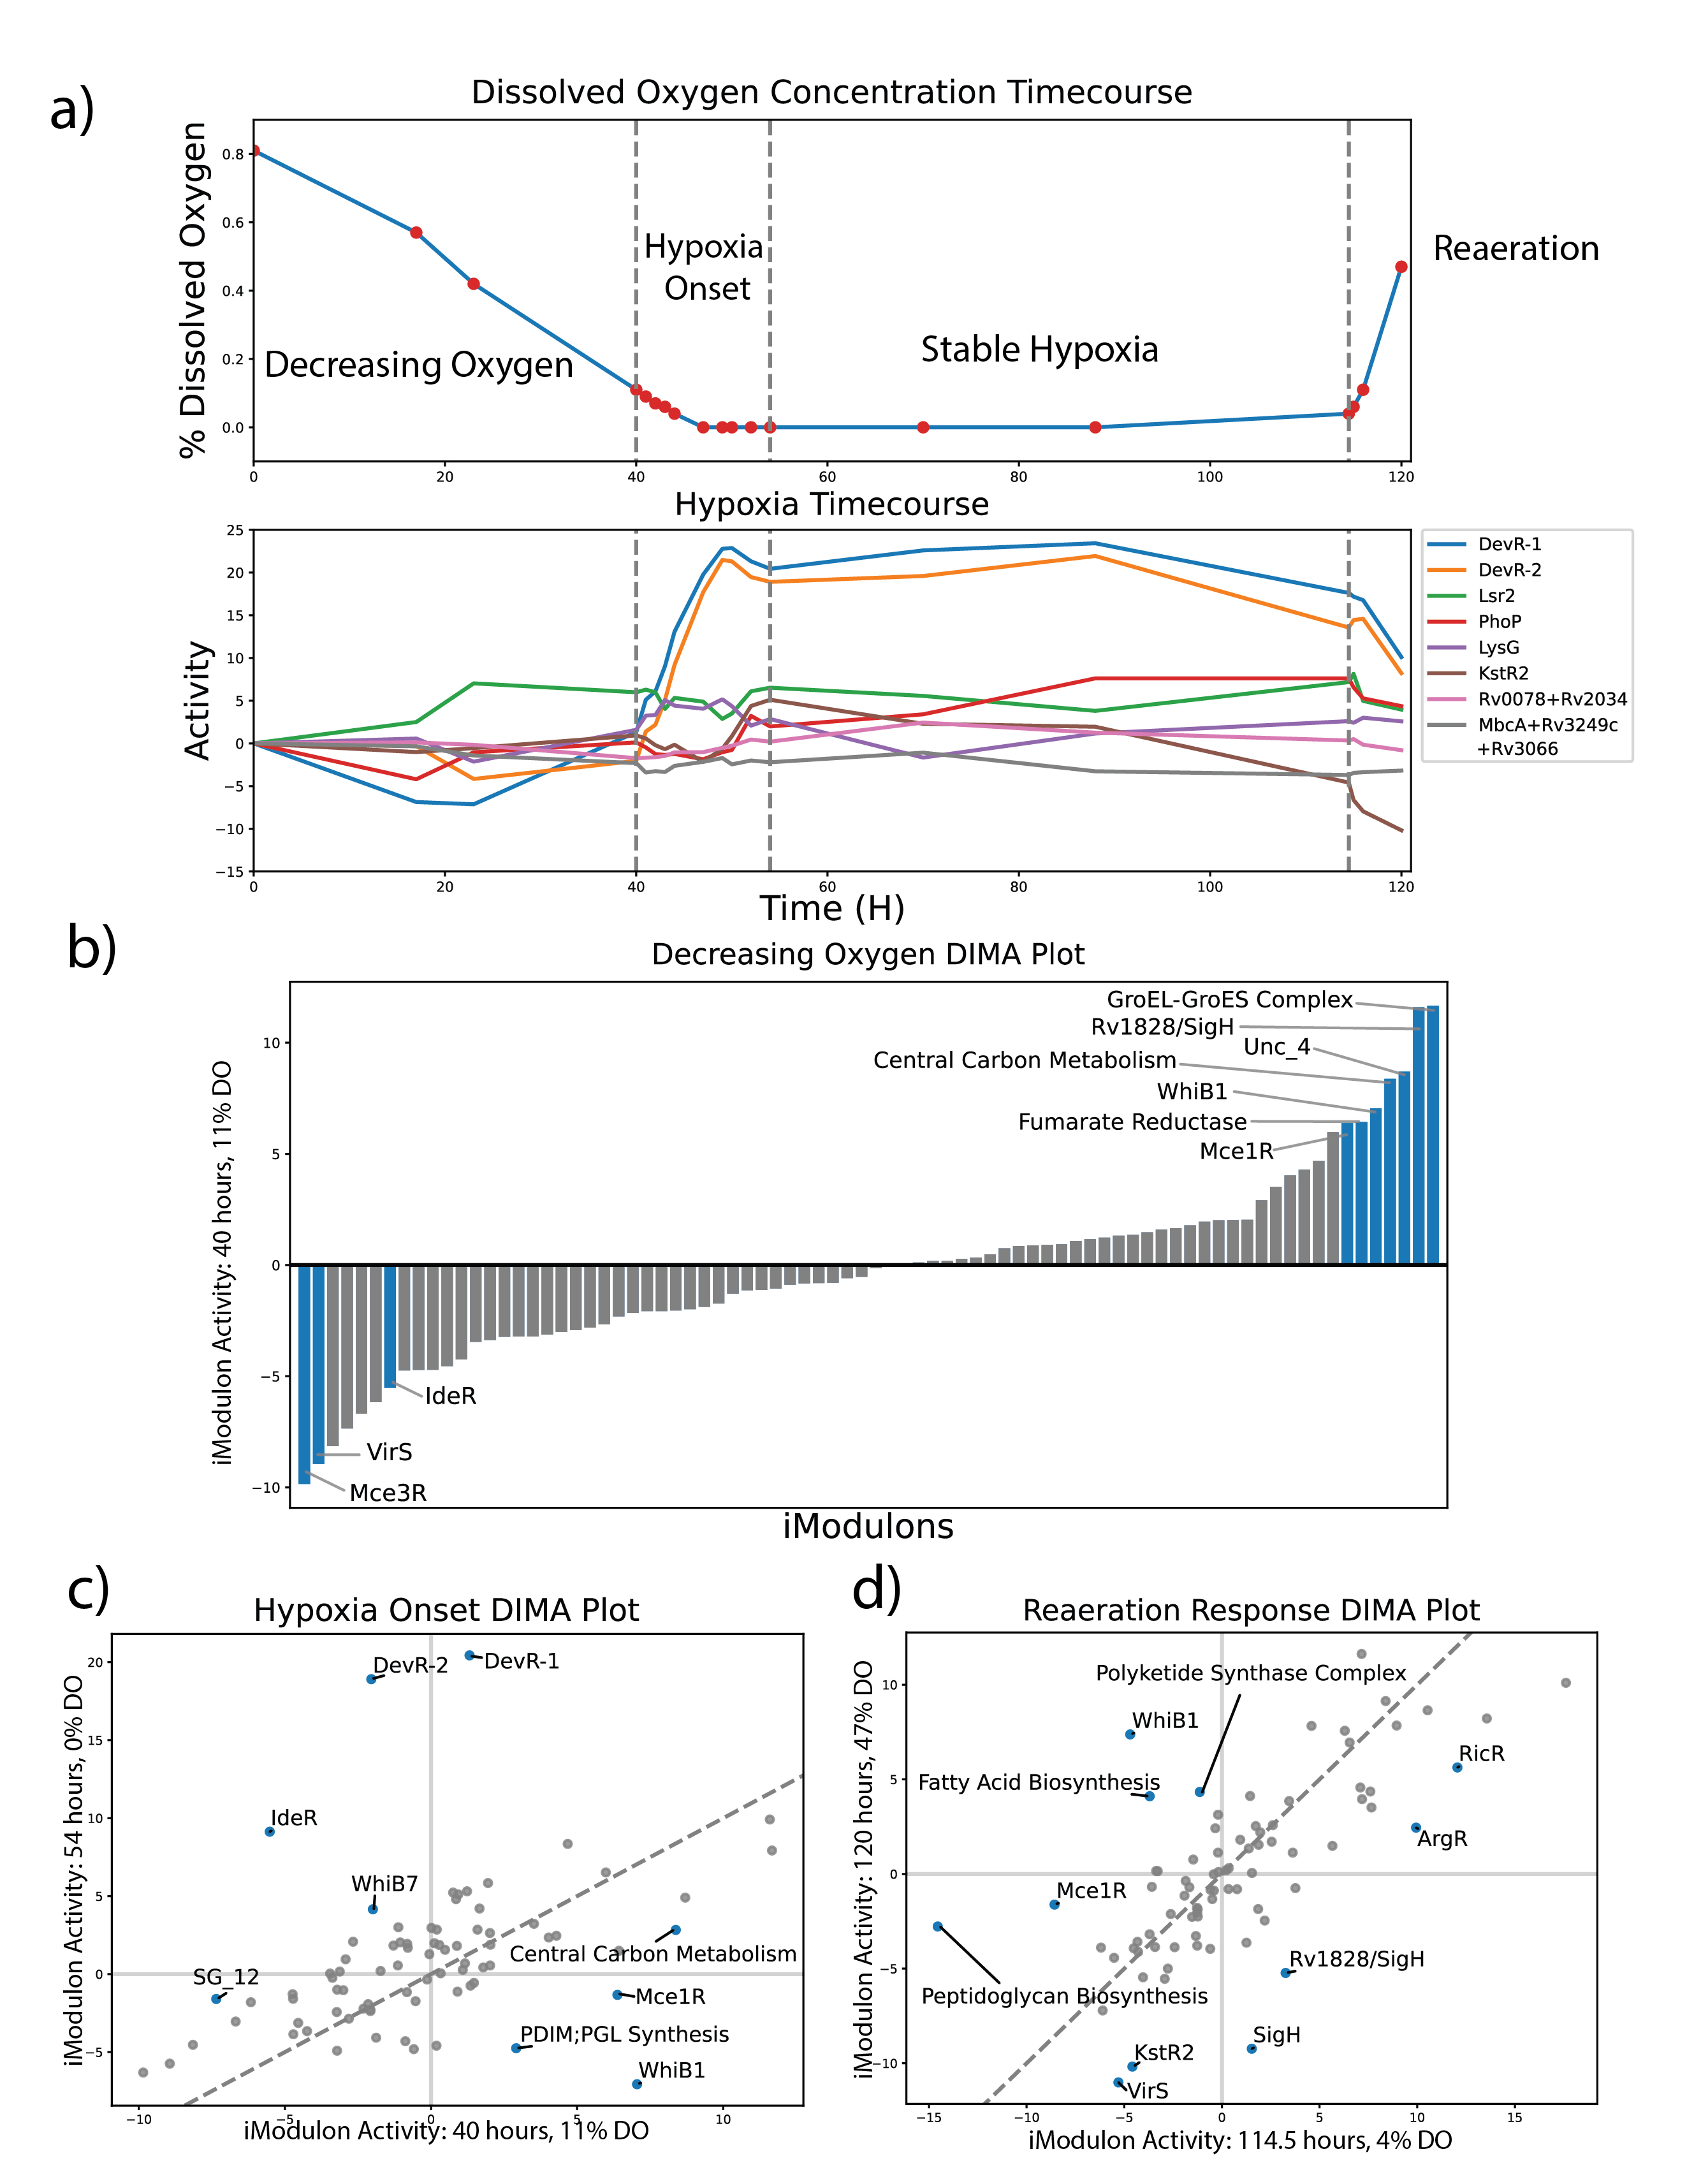 a)
Dissolved Oxygen Concentration Timecourse
% Dissolved Oxygen
0.8
0.6
0.4
0.2
0.0
Decreasing Oxygen
Hypoxia
Onset
Stable Hypoxia
Reaeration
0 20 40 60 80 100 120
Hypoxia Timecourse
Activity
25
20
15
10
5
0
−5
−10
−15
0 20 40 60 80 100 120
Time (H)
DevR-1
DevR-2
Lsr2
PhoP
LysG
KstR2
Rv0078+Rv2034
MbcA+Rv3249c
+Rv3066
b)
Decreasing Oxygen DIMA Plot
iModulon Activity: 40 hours, 11% DO
10
5
0
−5
−10
GroEL-GroES Complex
Rv1828/SigH
Unc_4
Central Carbon Metabolism
WhiB1
Fumarate Reductase
Mce1R
IdeR
VirS
Mce3R
iModulons
c)
Hypoxia Onset DIMA Plot
iModulon Activity: 54 hours, 0% DO
20
15
10
5
0
−5
DevR-2
DevR-1
IdeR
WhiB7
Central Carbon Metabolism
SG_12
Mce1R
PDIM;PGL Synthesis
WhiB1
−10 −5 0 5 10
iModulon Activity: 40 hours, 11% DO
d)
Reaeration Response DIMA Plot
iModulon Activity: 120 hours, 47% DO
10
5
0
−5
−10
Polyketide Synthase Complex
WhiB1
RicR
Fatty Acid Biosynthesis
ArgR
Mce1R
Rv1828/SigH
Peptidoglycan Biosynthesis
SigH
KstR2
VirS
−15 −10 −5 0 5 10 15
iModulon Activity: 114.5 hours, 4% DO